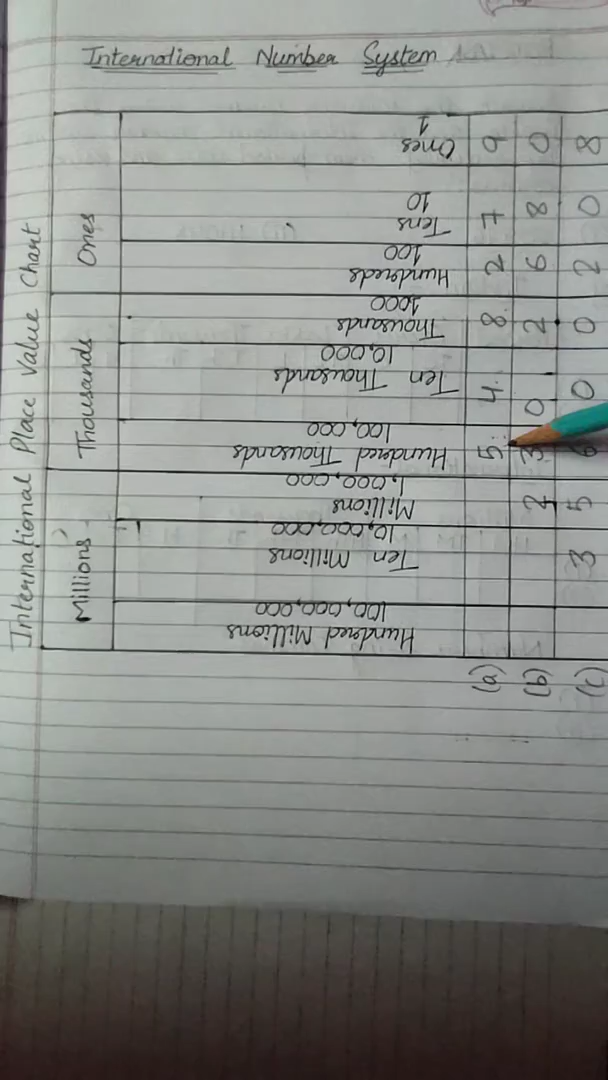 International Number System
International Place Value Chart
Millions Thousands Ones
Hundered Millions
100,000,000
Ten Millions
10,000,000
Millions
1,000,000
Hundred Thousands
100,000
Ten Thousands
10,000
Thousands
1000
Hundereds
100
Tens
10
Ones
1
(a) 5 4 8 2 7 9
(b) 2 3 0 2 6 8 0
(c) 3 5 6 0 0 2 0 8